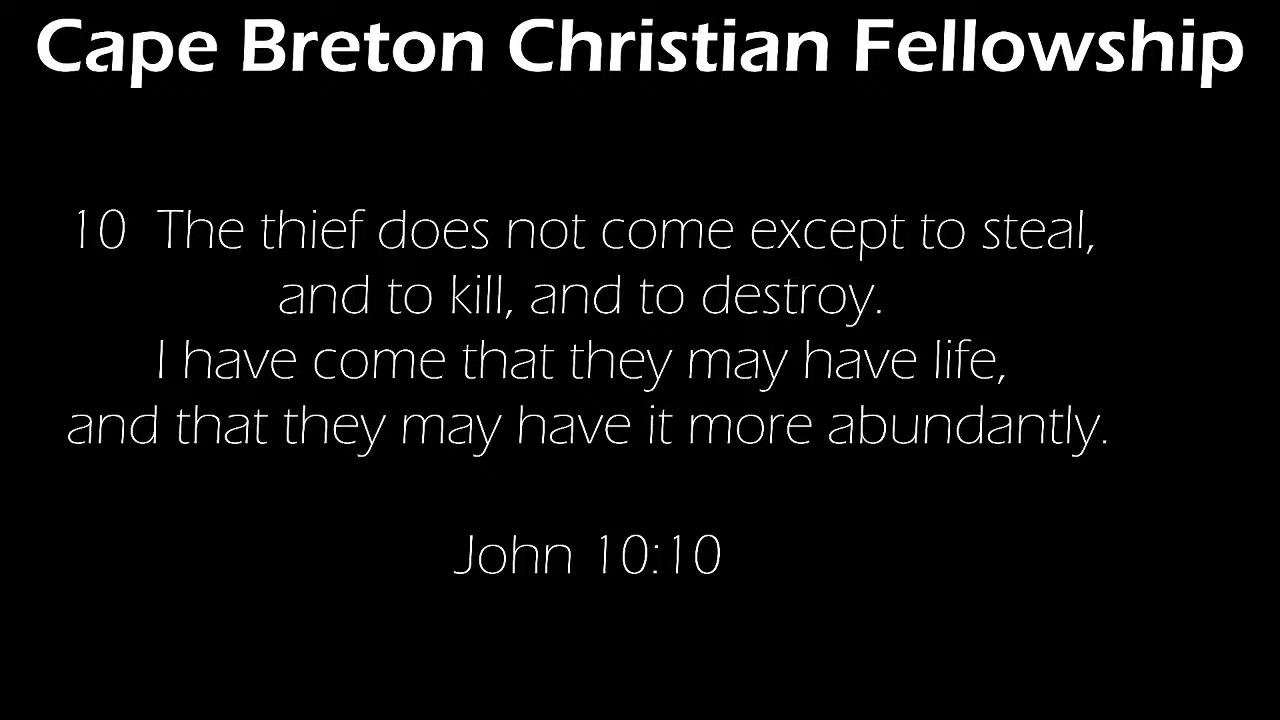 Cape Breton Christian Fellowship
10 The thief does not come except to steal,
and to kill, and to destroy.
I have come that they may have life,
and that they may have it more abundantly.
John 10:10